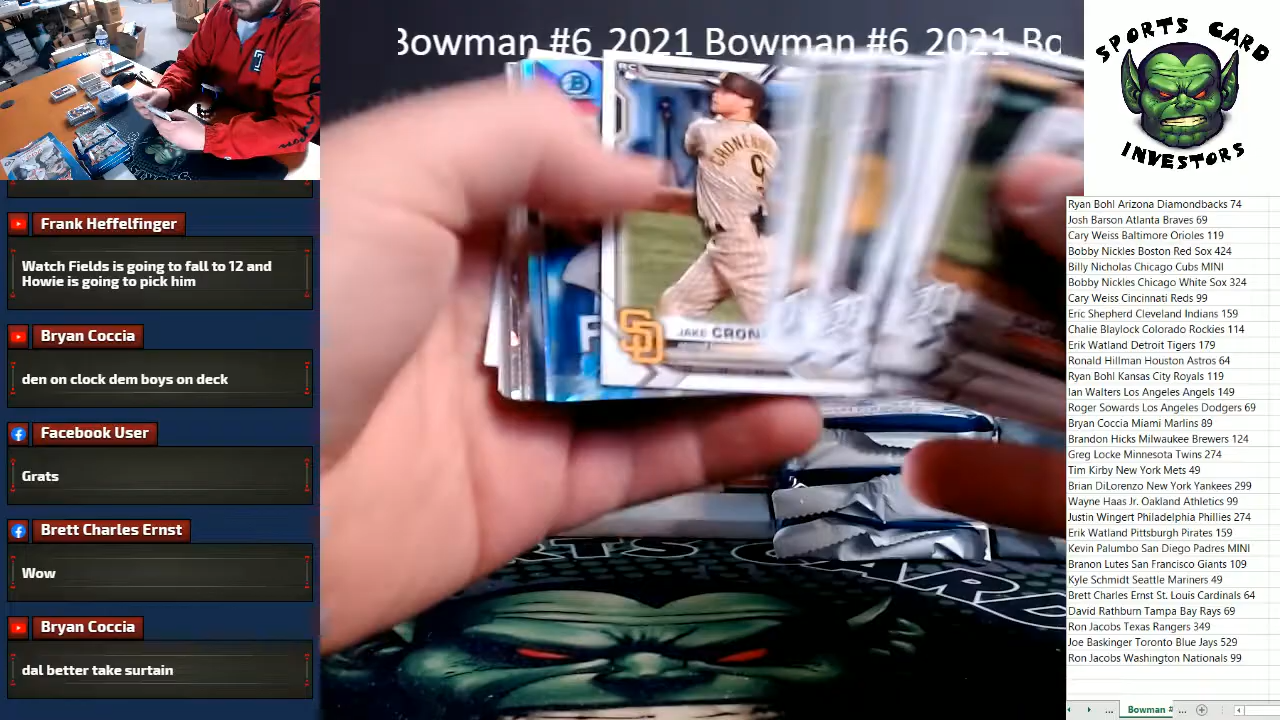 Bowman #6 2021 Bowman #6 2021 Bo
SPORTS CARD
INVESTORS
Frank Heffelfinger
Watch Fields is going to fall to 12 and
Howie is going to pick him
Bryan Coccia
den on clock dem boys on deck
Facebook User
Grats
Brett Charles Ernst
Wow
Bryan Coccia
dal better take surtain
B
RC
9
SD
JAKE CRON
Ryan Bohl Arizona Diamondbacks 74
Josh Barson Atlanta Braves 69
Cary Weiss Baltimore Orioles 119
Bobby Nickles Boston Red Sox 424
Billy Nicholas Chicago Cubs MINI
Bobby Nickles Chicago White Sox 324
Cary Weiss Cincinnati Reds 99
Eric Shepherd Cleveland Indians 159
Chalie Blaylock Colorado Rockies 114
Erik Watland Detroit Tigers 179
Ronald Hillman Houston Astros 64
Ryan Bohl Kansas City Royals 119
Ian Walters Los Angeles Angels 149
Roger Sowards Los Angeles Dodgers 69
Bryan Coccia Miami Marlins 89
Brandon Hicks Milwaukee Brewers 124
Greg Locke Minnesota Twins 274
Tim Kirby New York Mets 49
Brian DiLorenzo New York Yankees 299
Wayne Haas Jr. Oakland Athletics 99
Justin Wingert Philadelphia Phillies 274
Erik Watland Pittsburgh Pirates 159
Kevin Palumbo San Diego Padres MINI
Branon Lutes San Francisco Giants 109
Kyle Schmidt Seattle Mariners 49
Brett Charles Ernst St. Louis Cardinals 64
David Rathburn Tampa Bay Rays 69
Ron Jacobs Texas Rangers 349
Joe Baskinger Toronto Blue Jays 529
Ron Jacobs Washington Nationals 99
... Bowman # ...